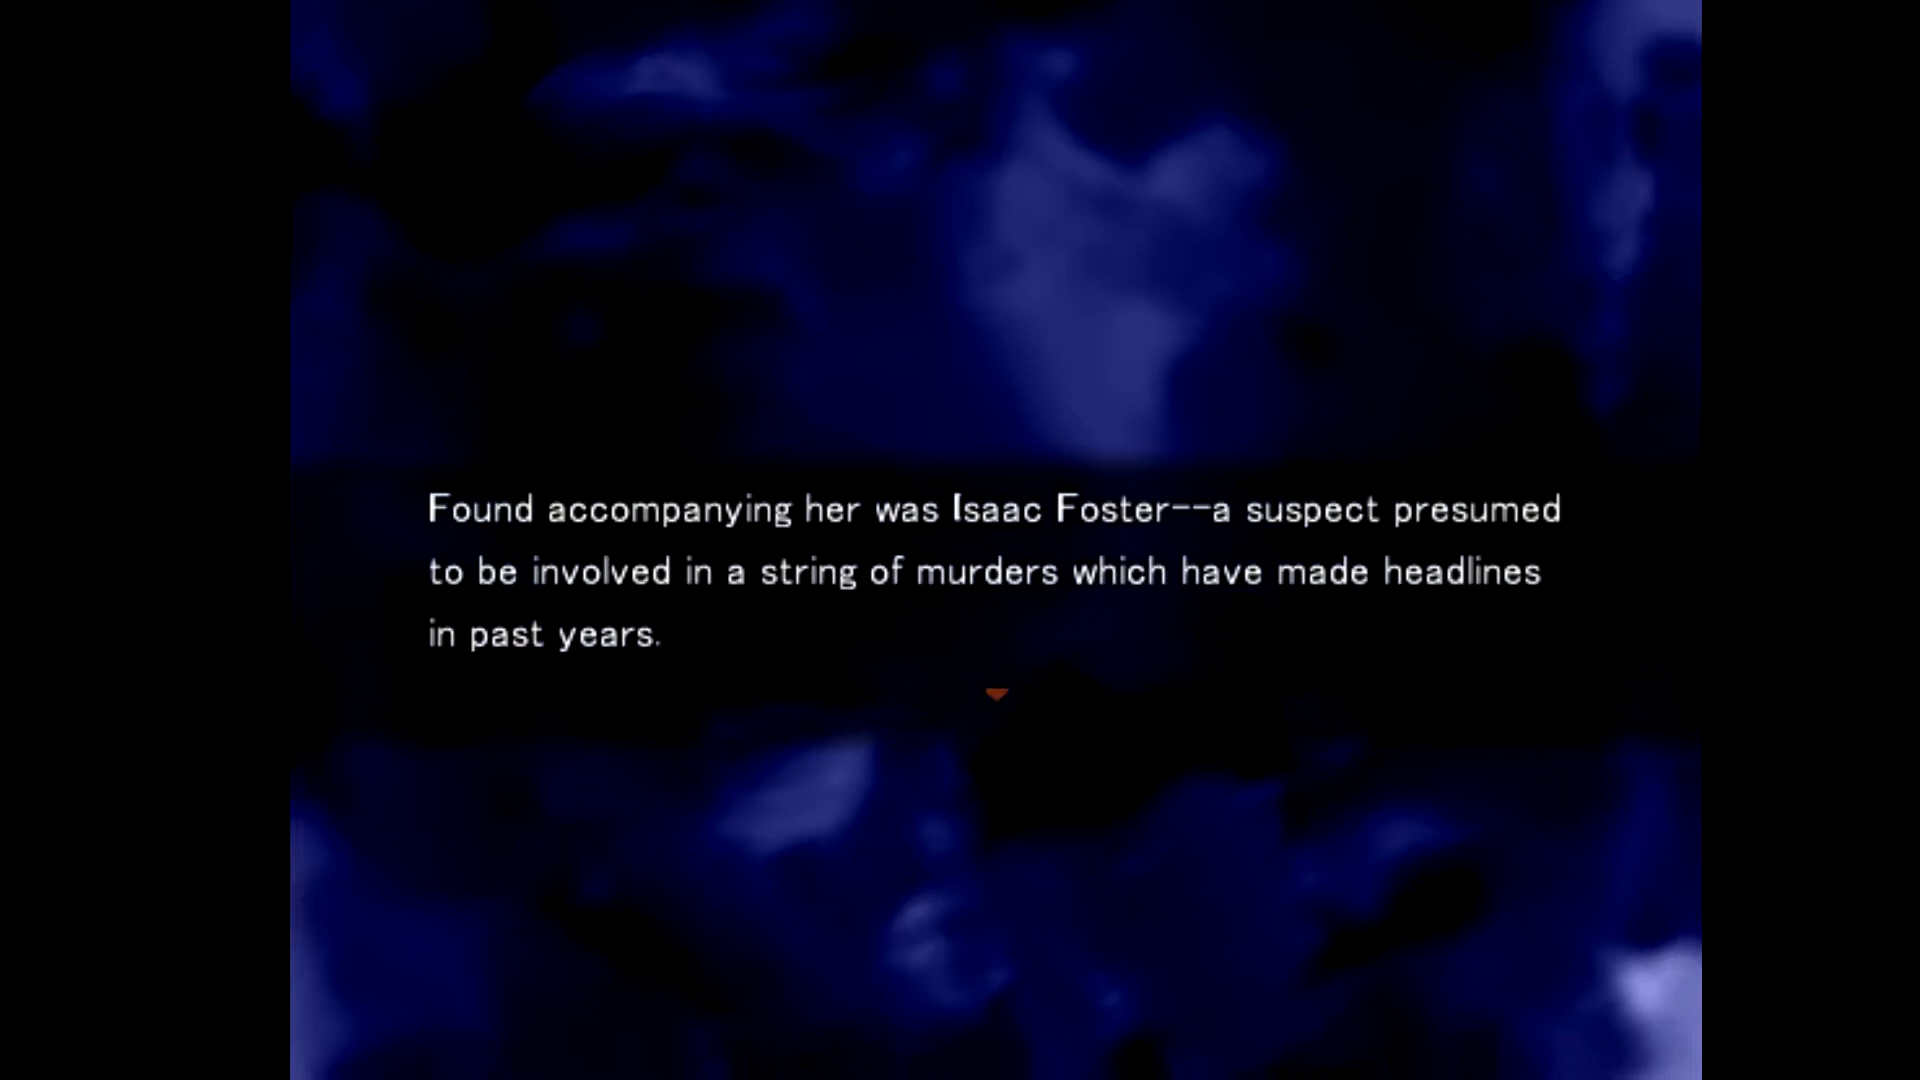 Found accompanying her was Isaac Foster--a suspect presumed
to be involved in a string of murders which have made headlines
in past years.